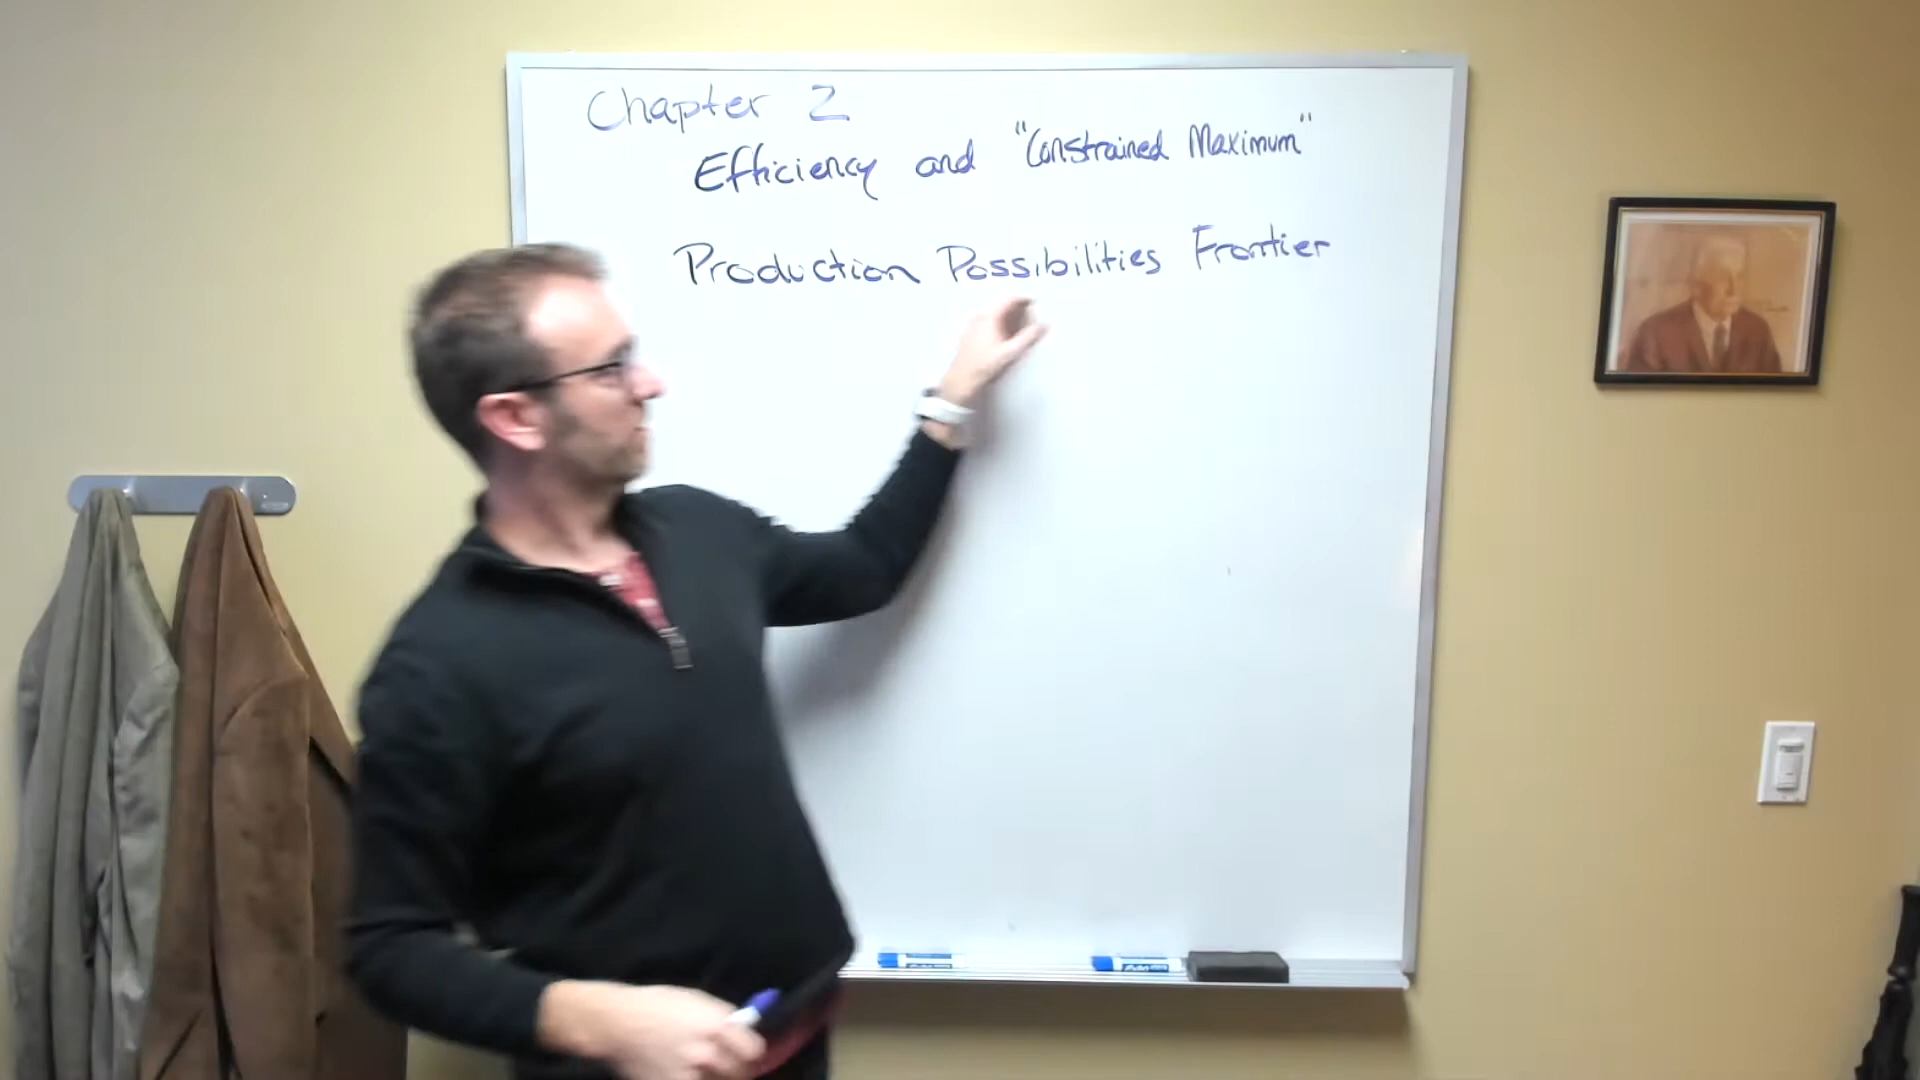 Chapter 2
Efficiency and "Constrained Maximum"
Production Possibilities Frontier